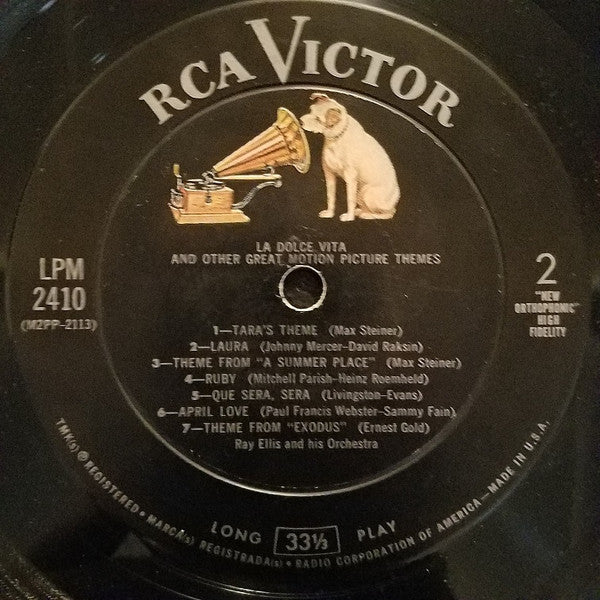 RCA VICTOR
LA DOLCE VITA
AND OTHER GREAT MOTION PICTURE THEMES
LPM
2410
(M2PP-2113)
2
"NEW
ORTHOPHONIC"
HIGH
FIDELITY
1—TARA'S THEME (Max Steiner)
2—LAURA (Johnny Mercer-David Raksin)
3—THEME FROM "A SUMMER PLACE" (Max Steiner)
4—RUBY (Mitchell Parish-Heinz Roemheld)
5—QUE SERA, SERA (Livingston-Evans)
6—APRIL LOVE (Paul Francis Webster-Sammy Fain)
7—THEME FROM "EXODUS" (Ernest Gold)
Ray Ellis and his Orchestra
LONG 33⅓ PLAY
TMK(s) ® REGISTERED • MARCA(s) REGISTRADA(s) • RADIO CORPORATION OF AMERICA—MADE IN U.S.A.